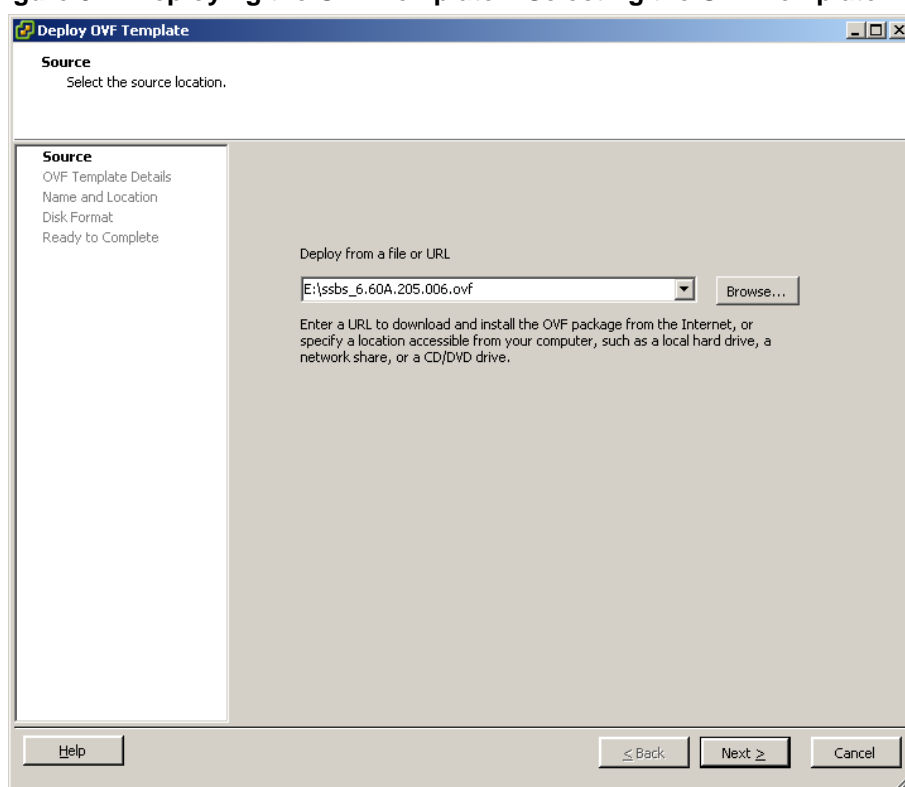 Deploy OVF Template
Source
Select the source location.
Source
OVF Template Details
Name and Location
Disk Format
Ready to Complete
Deploy from a file or URL
E:\ssbs_6.60A.205.006.ovf
Browse...
Enter a URL to download and install the OVF package from the Internet, or
specify a location accessible from your computer, such as a local hard drive, a
network share, or a CD/DVD drive.
Help
≤ Back
Next ≥
Cancel